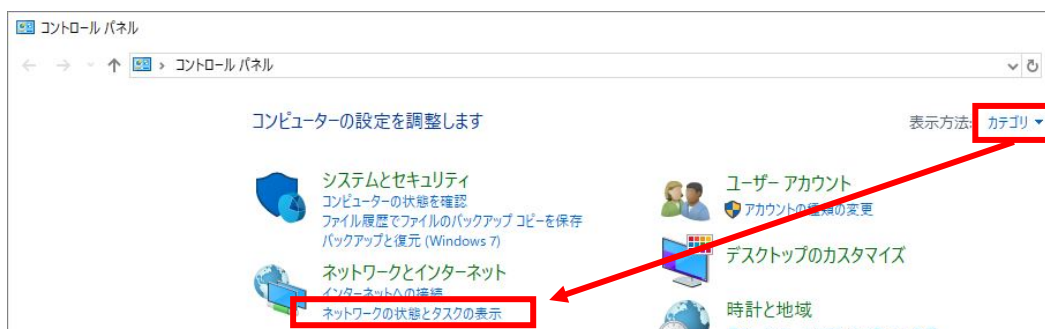 コントロール パネル
コントロール パネル
コンピューターの設定を調整します
表示方法: カテゴリ
システムとセキュリティ
コンピューターの状態を確認
ファイル履歴でファイルのバックアップ コピーを保存
バックアップと復元 (Windows 7)
ネットワークとインターネット
インターネットへの接続
ネットワークの状態とタスクの表示
ユーザー アカウント
アカウントの種類の変更
デスクトップのカスタマイズ
時計と地域